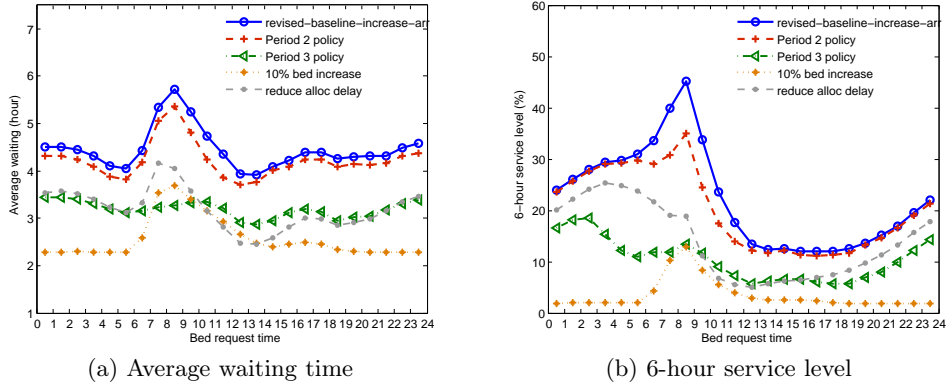 7
6
5
4
3
2
1
Average waiting (hour)
revised−baseline−increase−arr
Period 2 policy
Period 3 policy
10% bed increase
reduce alloc delay
0 1 2 3 4 5 6 7 8 9 10 11 12 13 14 15 16 17 18 19 20 21 22 23 24
Bed request time
(a) Average waiting time
60
50
40
30
20
10
0
6−hour service level (%)
revised−baseline−increase−arr
Period 2 policy
Period 3 policy
10% bed increase
reduce alloc delay
0 1 2 3 4 5 6 7 8 9 10 11 12 13 14 15 16 17 18 19 20 21 22 23 24
Bed request time
(b) 6-hour service level